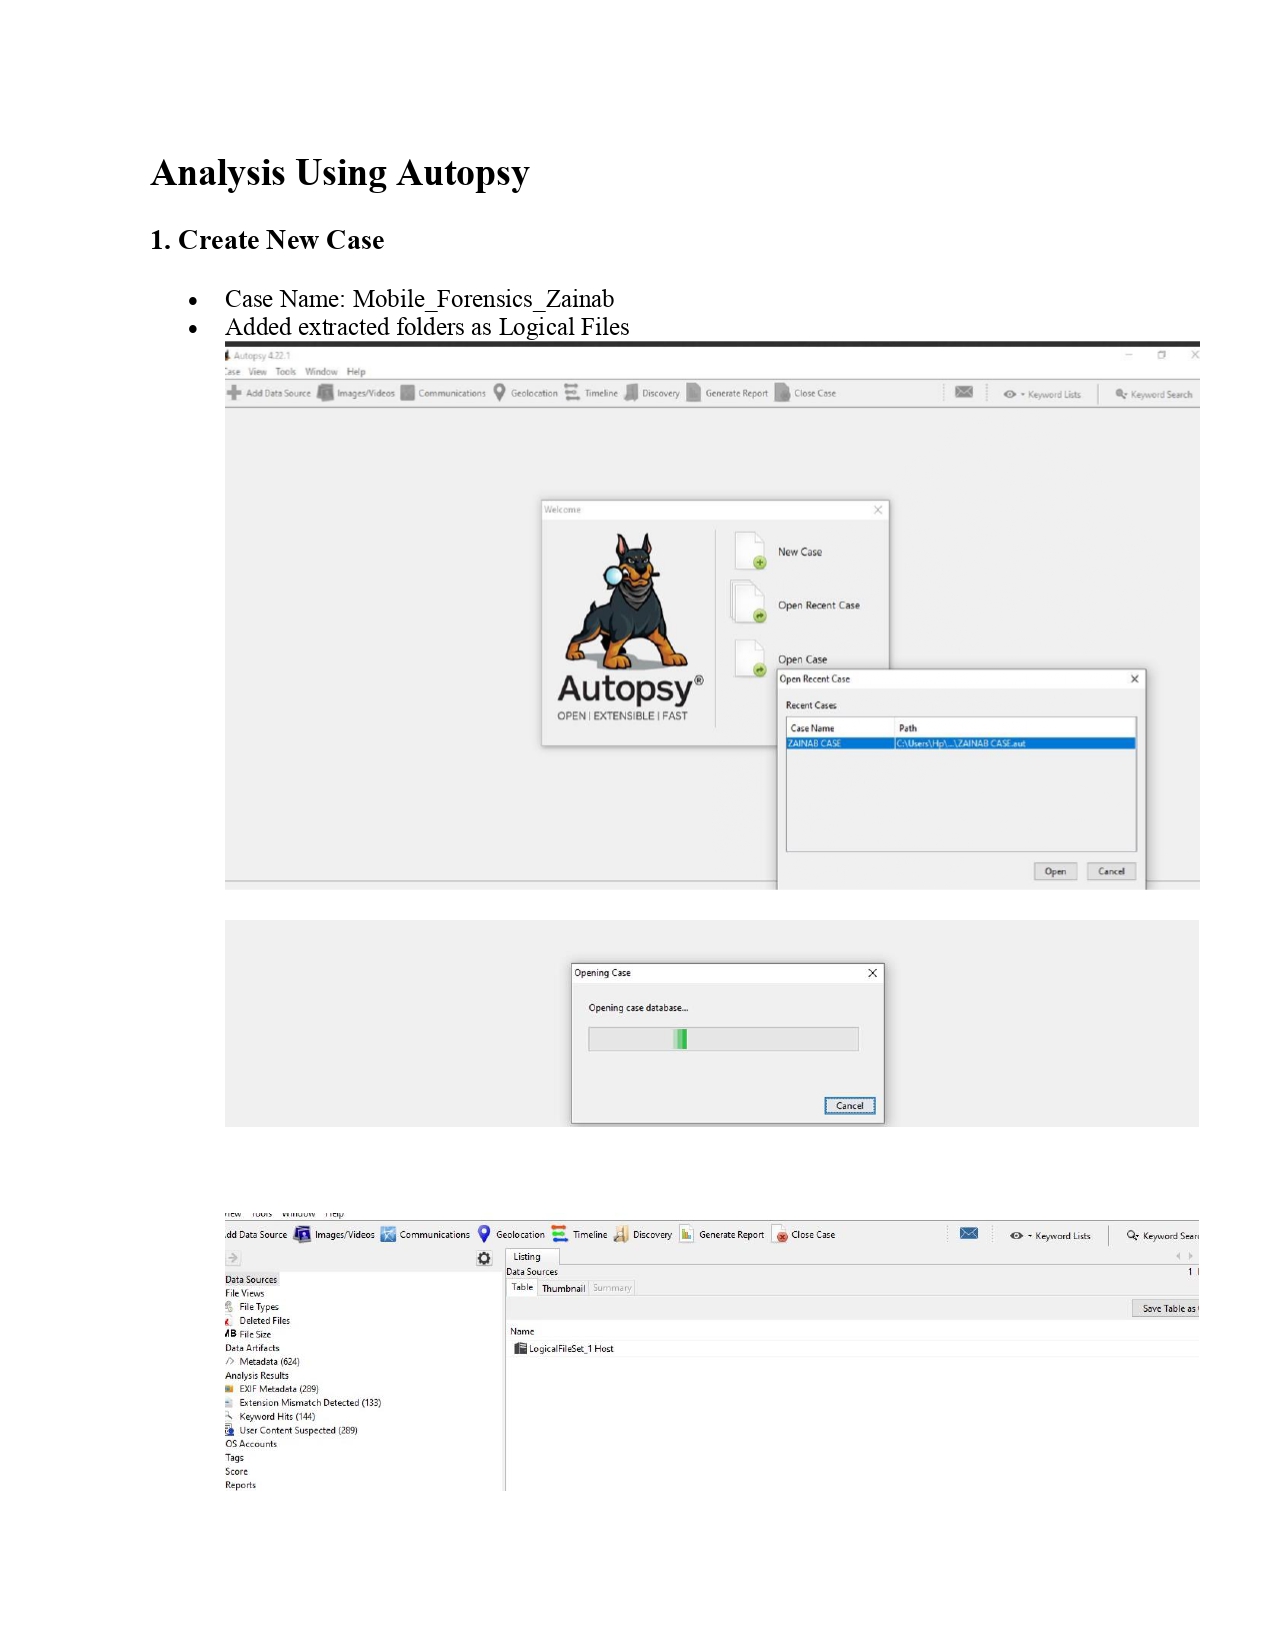 Analysis Using Autopsy
1. Create New Case
• Case Name: Mobile_Forensics_Zainab
• Added extracted folders as Logical Files
Autopsy 4.22.1
Case View Tools Window Help
Add Data Source Images/Videos Communications Geolocation Timeline Discovery Generate Report Close Case Keyword Lists Keyword Search
Welcome
New Case
Open Recent Case
Open Case
Autopsy®
OPEN | EXTENSIBLE | FAST
Open Recent Case
Recent Cases
Case Name Path
ZAINAB CASE C:\Users\Hp\...\ZAINAB CASE.aut
Open Cancel
Opening Case
Opening case database...
Cancel
View Tools Window Help
dd Data Source Images/Videos Communications Geolocation Timeline Discovery Generate Report Close Case Keyword Lists Keyword Sear
Listing
Data Sources
File Views
File Types
Deleted Files
MB File Size
Data Artifacts
Metadata (624)
Analysis Results
EXIF Metadata (289)
Extension Mismatch Detected (133)
Keyword Hits (144)
User Content Suspected (289)
OS Accounts
Tags
Score
Reports
Data Sources 1
Table Thumbnail Summary
Save Table as
Name
LogicalFileSet_1 Host